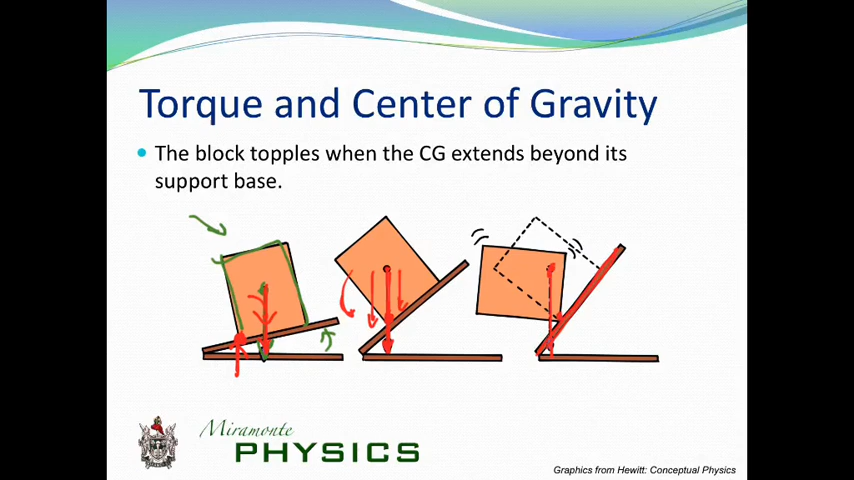 Torque and Center of Gravity
The block topples when the CG extends beyond its
support base.
Miramonte
PHYSICS
Graphics from Hewitt: Conceptual Physics